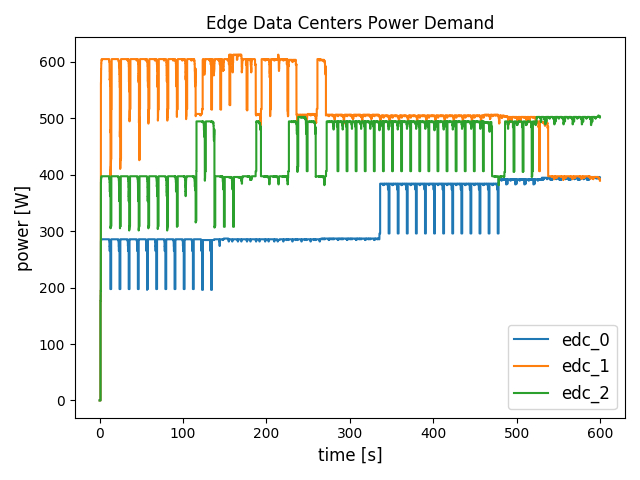 Edge Data Centers Power Demand
power [W]
600
500
400
300
200
100
0
0 100 200 300 400 500 600
time [s]
edc_0
edc_1
edc_2